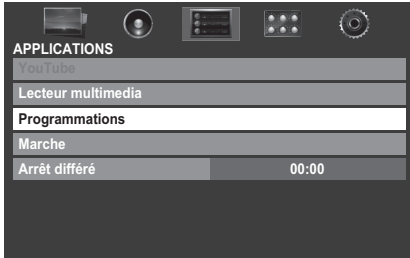 APPLICATIONS
YouTube
Lecteur multimedia
Programmations
Marche
Arrêt différé 00:00